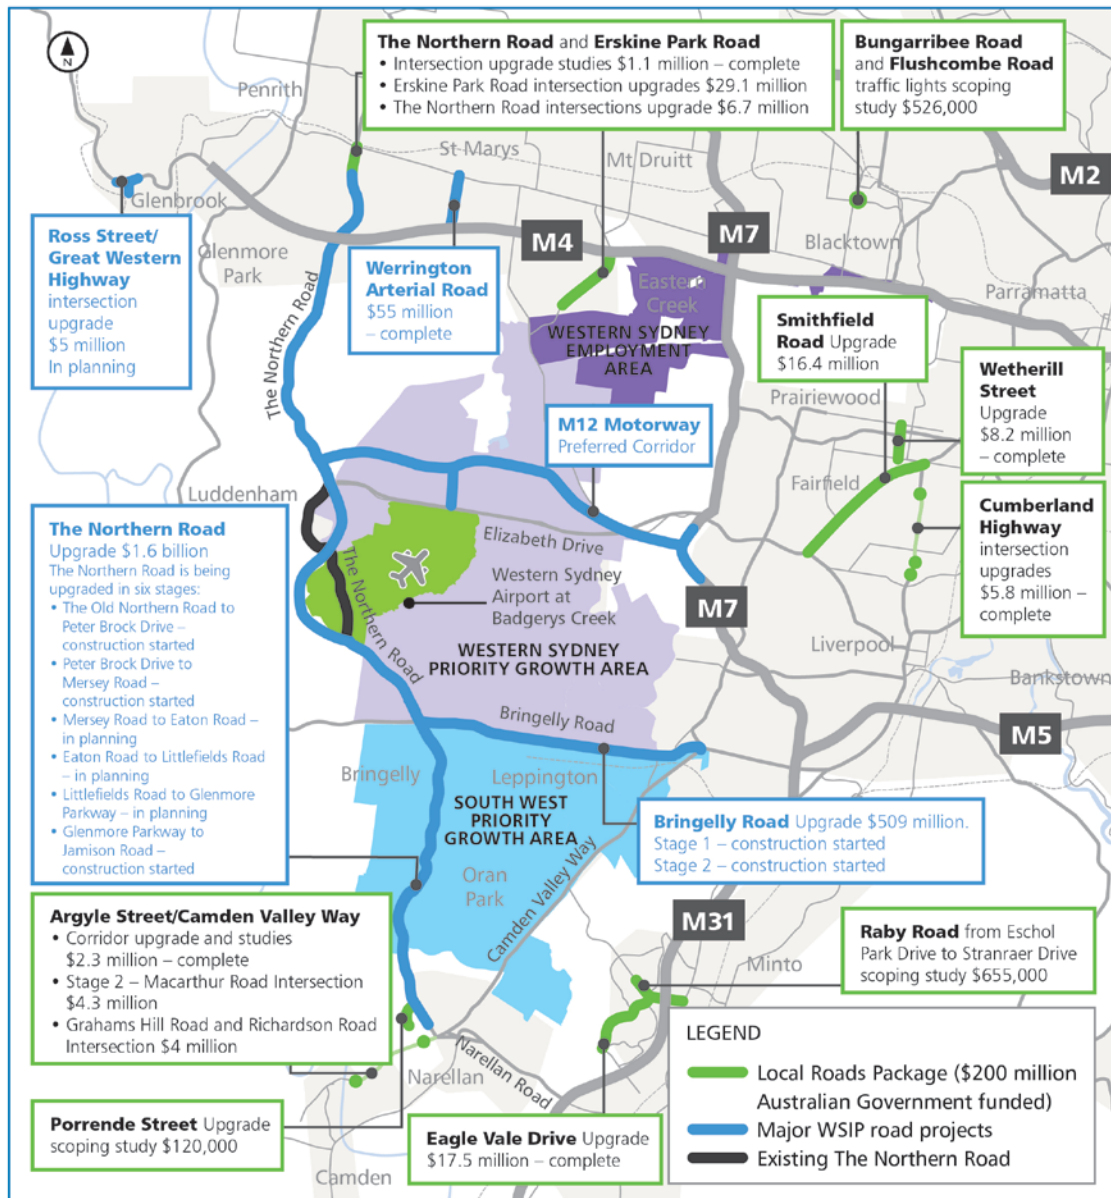 The Northern Road and Erskine Park Road
• Intersection upgrade studies $1.1 million – complete
• Erskine Park Road intersection upgrades $29.1 million
• The Northern Road intersections upgrade $6.7 million
Bungarribee Road
and Flushcombe Road
traffic lights scoping
study $526,000
N
Penrith
St Marys
Mt Druitt
M2
Glenbrook
Ross Street/
Great Western
Highway
intersection
upgrade
$5 million
In planning
Glenmore
Park
Werrington
Arterial Road
$55 million
– complete
M4
M7
Blacktown
Eastern
Creek
Parramatta
The Northern Road
WESTERN SYDNEY
EMPLOYMENT
AREA
Smithfield
Road Upgrade
$16.4 million
Wetherill
Street
Upgrade
$8.2 million
– complete
Prairiewood
M12 Motorway
Preferred Corridor
Luddenham
Fairfield
Cumberland
Highway
intersection
upgrades
$5.8 million –
complete
The Northern Road
Upgrade $1.6 billion
The Northern Road is being
upgraded in six stages:
• The Old Northern Road to
Peter Brock Drive –
construction started
• Peter Brock Drive to
Mersey Road –
construction started
• Mersey Road to Eaton Road –
in planning
• Eaton Road to Littlefields Road
– in planning
• Littlefields Road to Glenmore
Parkway – in planning
• Glenmore Parkway to
Jamison Road –
construction started
Elizabeth Drive
The Northern Road
Western Sydney
Airport at
Badgerys Creek
M7
Liverpool
WESTERN SYDNEY
PRIORITY GROWTH AREA
Bankstown
Bringelly Road
M5
Bringelly
Leppington
SOUTH WEST
PRIORITY
GROWTH AREA
Bringelly Road Upgrade $509 million.
Stage 1 – construction started
Stage 2 – construction started
Oran
Park
Camden Valley Way
Argyle Street/Camden Valley Way
• Corridor upgrade and studies
$2.3 million – complete
• Stage 2 – Macarthur Road Intersection
$4.3 million
• Grahams Hill Road and Richardson Road
Intersection $4 million
M31
Minto
Raby Road from Eschol
Park Drive to Stranraer Drive
scoping study $655,000
Narellan Road
Narellan
Porrende Street Upgrade
scoping study $120,000
Eagle Vale Drive Upgrade
$17.5 million – complete
Camden
LEGEND
Local Roads Package ($200 million
Australian Government funded)
Major WSIP road projects
Existing The Northern Road